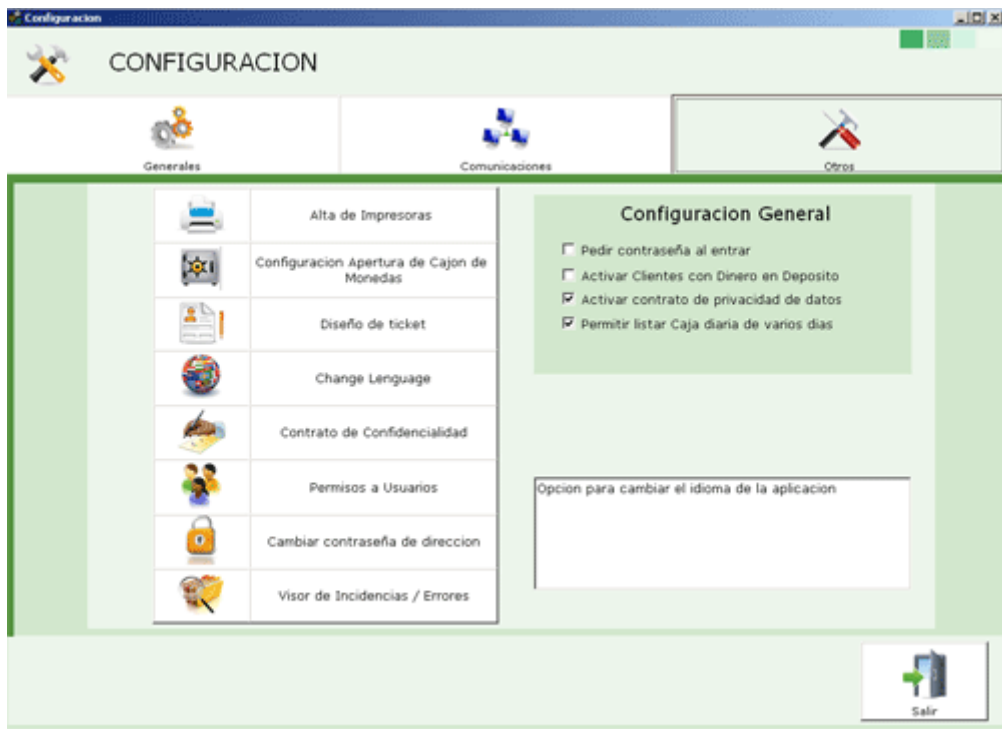 Configuracion
CONFIGURACION
Generales
Comunicaciones
Otros
Alta de Impresoras
Configuracion Apertura de Cajon de
Monedas
Diseño de ticket
Change Lenguage
Contrato de Confidencialidad
Permisos a Usuarios
Cambiar contraseña de direccion
Visor de Incidencias / Errores
Configuracion General
Pedir contraseña al entrar
Activar Clientes con Dinero en Deposito
Activar contrato de privacidad de datos
Permitir listar Caja diaria de varios dias
Opcion para cambiar el idioma de la aplicacion
Salir